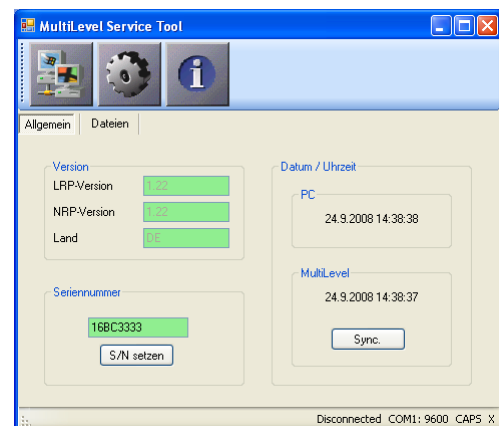 MultiLevel Service Tool
Allgemein Dateien
Version
LRP-Version 1.22
NRP-Version 1.22
Land DE
Seriennummer
16BC3333
S/N setzen
Datum / Uhrzeit
PC
24.9.2008 14:38:38
MultiLevel
24.9.2008 14:38:37
Sync.
Disconnected COM1: 9600 CAPS X